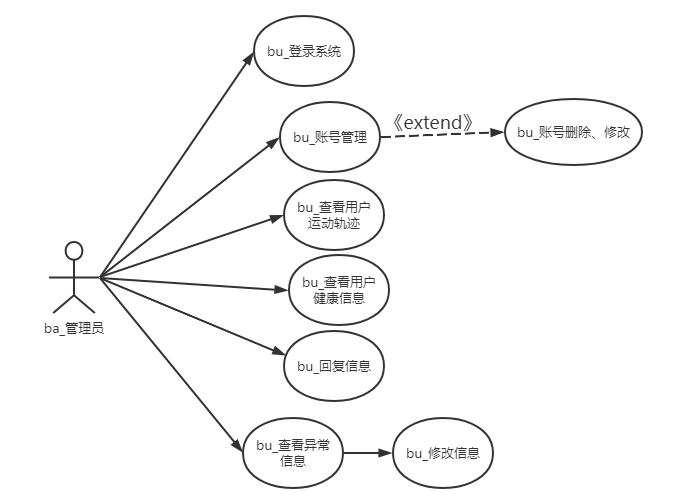 bu_登录系统
bu_账号管理
《extend》
bu_账号删除、修改
bu_查看用户
运动轨迹
bu_查看用户
健康信息
ba_管理员
bu_回复信息
bu_查看异常
信息
bu_修改信息